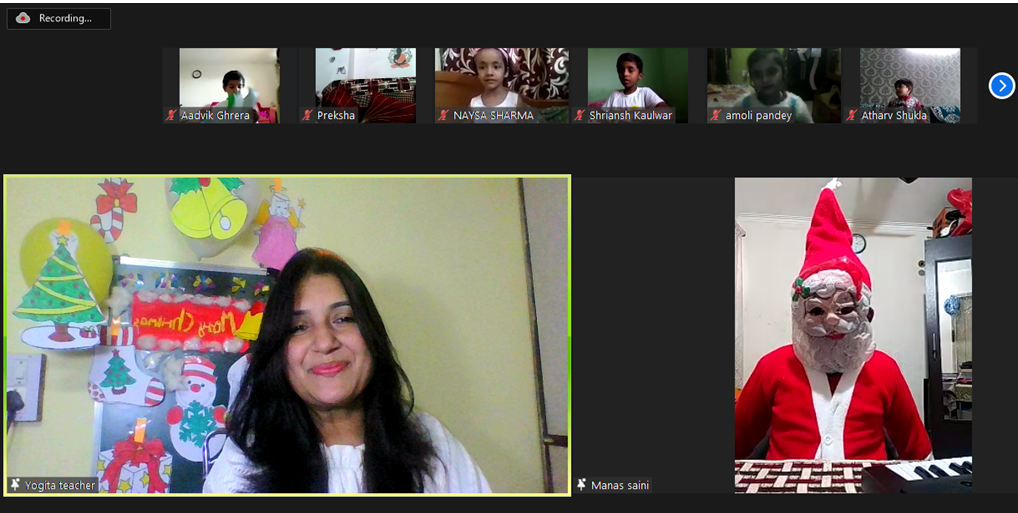 Recording...
Aadvik Ghrera
Preksha
NAYSA SHARMA
Shriansh Kaulwar
amoli pandey
Atharv Shukla
Merry Christmas
Yogita teacher
Manas saini